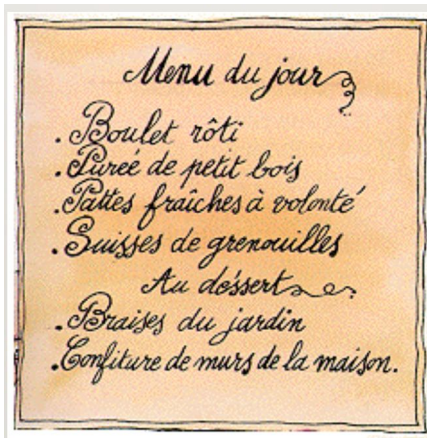 Menu du jour
. Boulet rôti
. Purée de petit bois
. Pattes fraîches à volonté
. Suisses de grenouilles
Au déssert
. Braises du jardin
. Confiture de murs de la maison.